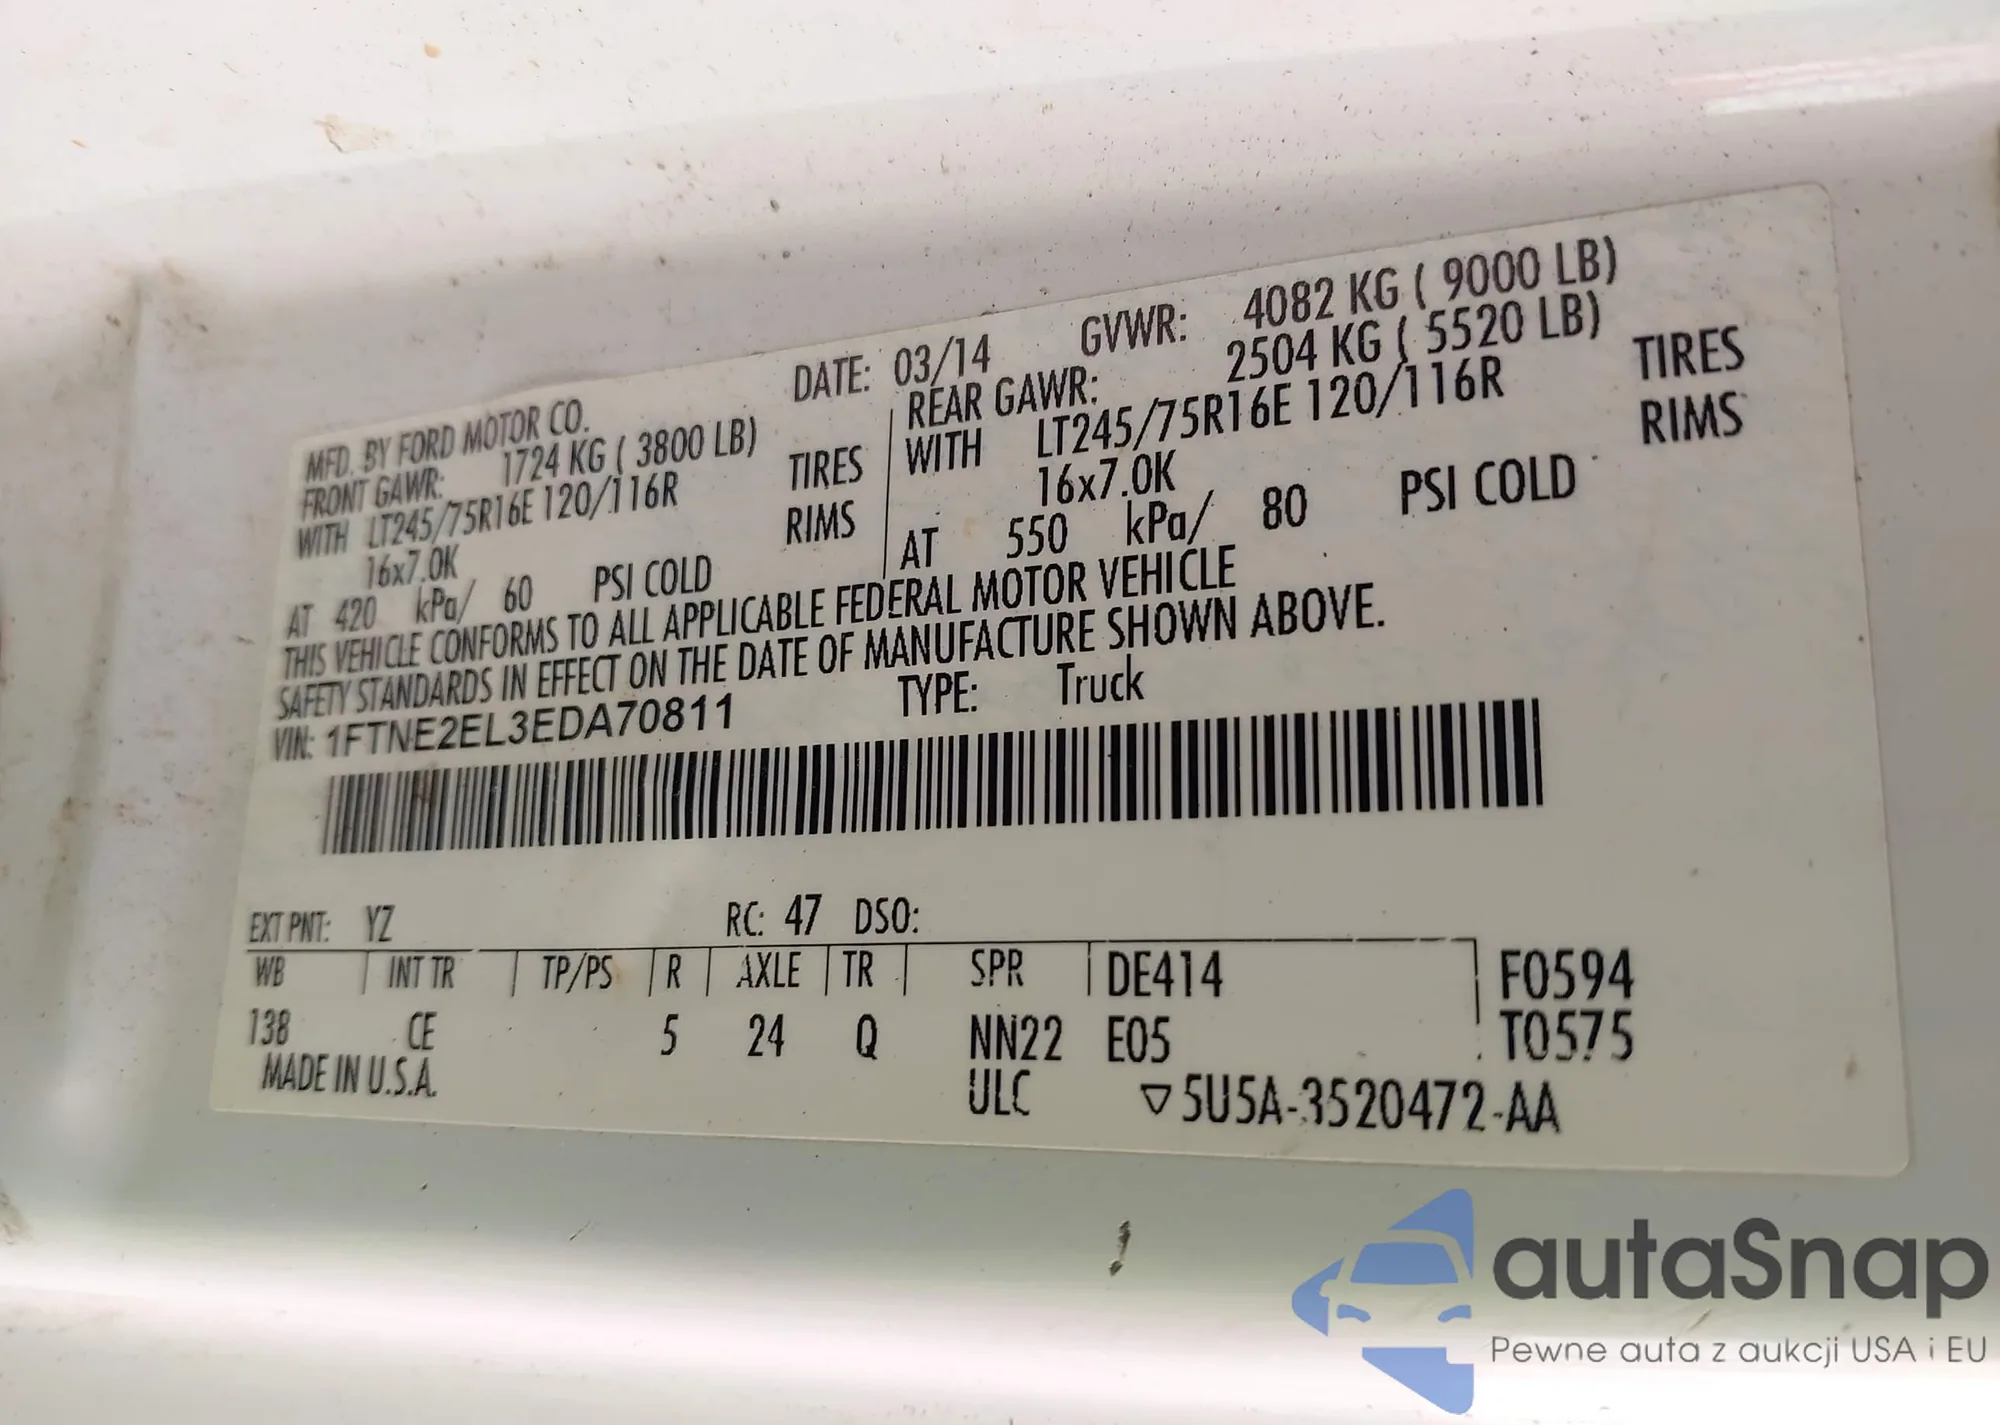 MFD. BY FORD MOTOR CO. DATE: 03/14 GVWR: 4082 KG ( 9000 LB)
FRONT GAWR: 1724 KG ( 3800 LB)
WITH LT245/75R16E 120/116R TIRES
16x7.0K RIMS
AT 420 kPa/ 60 PSI COLD
REAR GAWR: 2504 KG ( 5520 LB)
WITH LT245/75R16E 120/116R TIRES
16x7.0K RIMS
AT 550 kPa/ 80 PSI COLD
THIS VEHICLE CONFORMS TO ALL APPLICABLE FEDERAL MOTOR VEHICLE
SAFETY STANDARDS IN EFFECT ON THE DATE OF MANUFACTURE SHOWN ABOVE.
VIN: 1FTNE2EL3EDA70811 TYPE: Truck
EXT PNT: YZ RC: 47 DSO:
WB INT TR TP/PS R AXLE TR SPR DE414 F0594
138 CE 5 24 Q NN22 E05 T0575
MADE IN U.S.A. ULC ▽5U5A-3520472-AA
autaSnap
Pewne auta z aukcji USA i EU